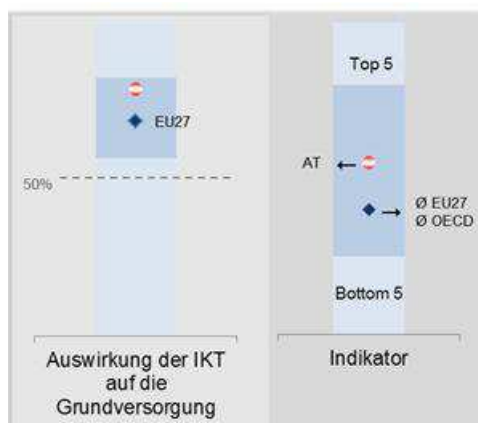 EU27
50%
Auswirkung der IKT
auf die
Grundversorgung
Top 5
AT
Ø EU27
Ø OECD
Bottom 5
Indikator